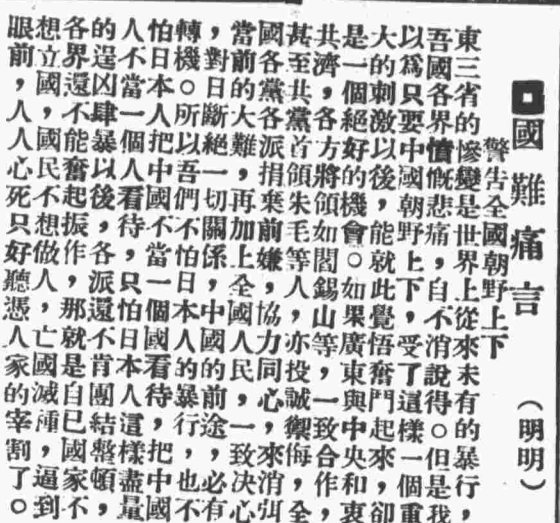 國難痛言 (明明)
警告全國朝野上下
東三省的慘變是世界上從來未有的暴行,
吾國各界憤慨悲痛,自不消說得。但是我,
以為只要中國朝野上下,受了這樣一個重
大的刺激以後,能就此覺悟奮鬥起來,卻
是一個絕好的機會。如果廣東與中央和衷
共濟,各方將領如閻錫山等,一致合作,
甚至共黨首領朱毛等人,亦投誠禦侮,全
國各黨各派捐棄前嫌,協力同心,來消弭
當前的大難,再加上全國人民,一致決心
,對日斷絕一切關係,中國的前途,必有
轉機。所以吾們不怕日本人的暴行,也不
怕日本人把中國不當一個國看待,把中國
人不當一個人看待,只怕日本人這樣儘量
的逞凶肆暴以後,各派還不肯團結整頓,
各界還不能奮起振作,那就是自己國家不
想立國,人民不想做人,亡國滅種,逼到
眼前,人人心死,只好聽憑人家的宰割了。